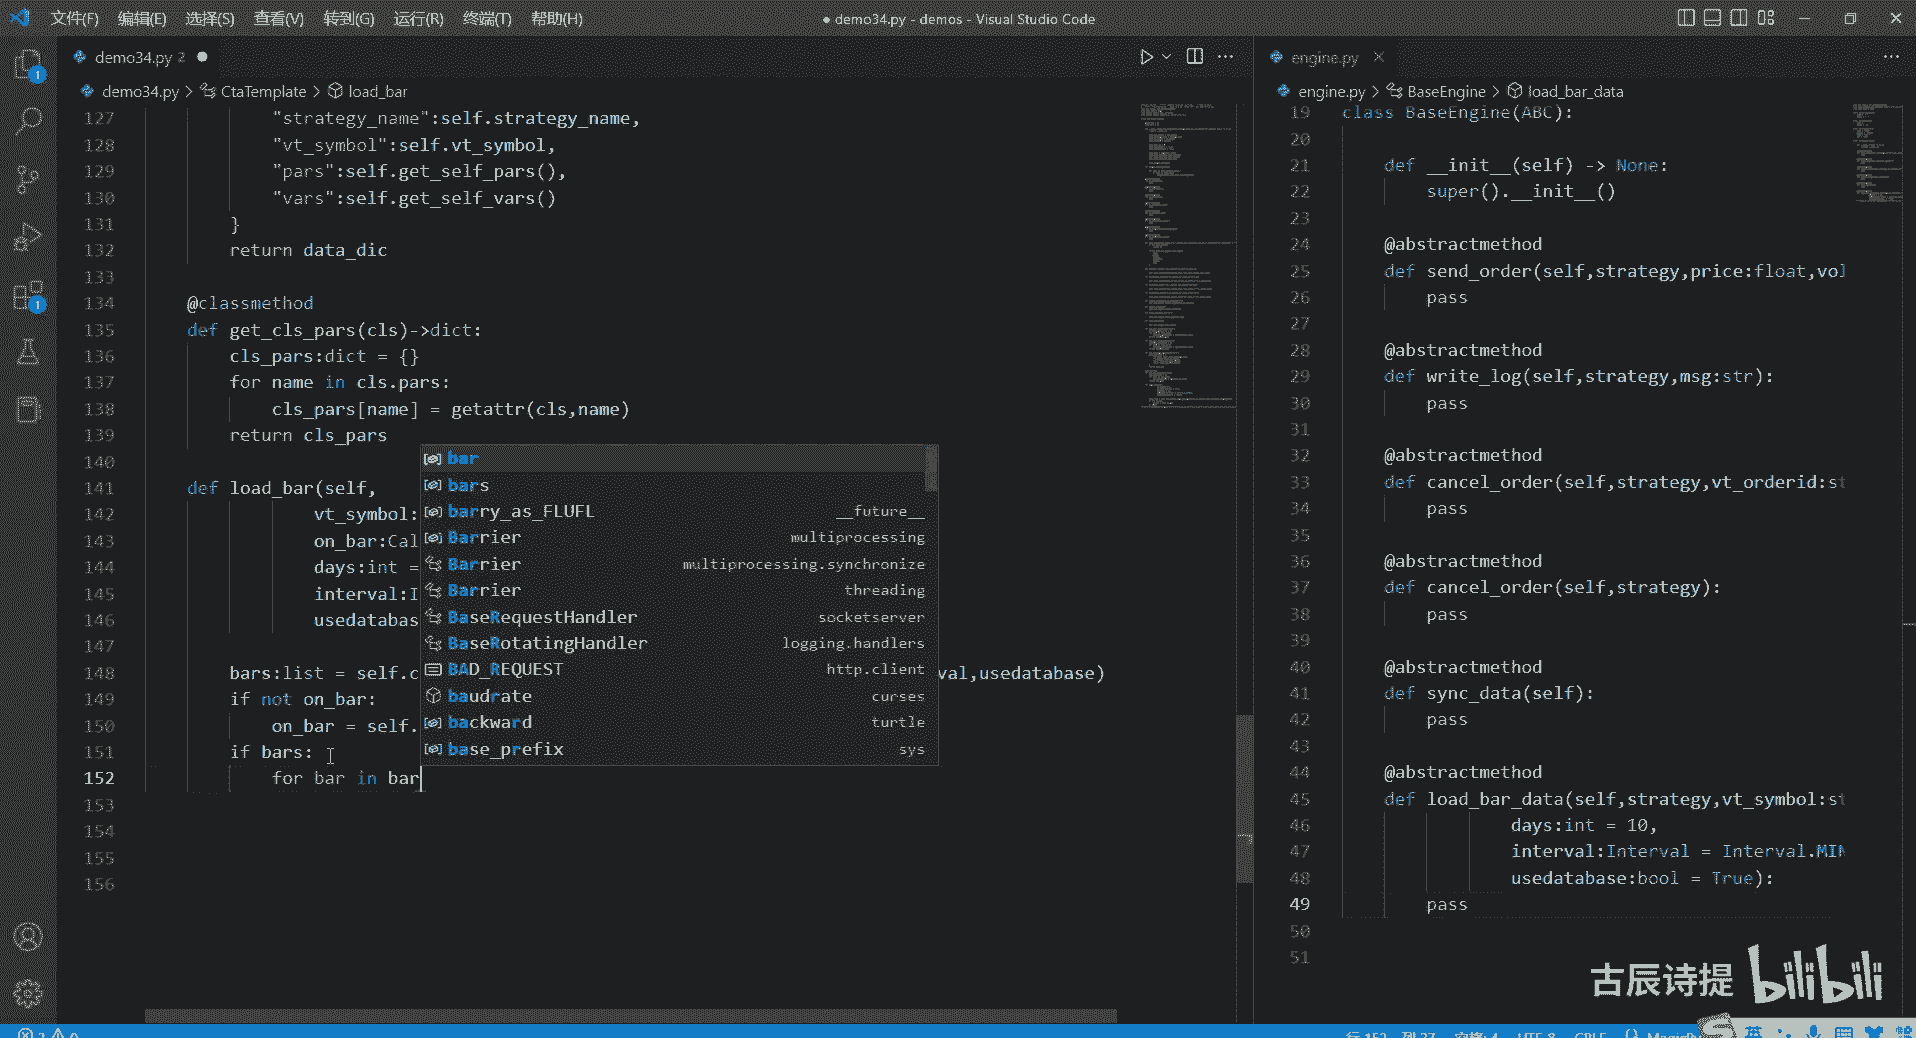 文件(F) 编辑(E) 选择(S) 查看(V) 转到(G) 运行(R) 终端(T) 帮助(H)
● demo34.py - demos - Visual Studio Code
demo34.py 2 ●
demo34.py > CtaTemplate > load_bar
127 "strategy_name":self.strategy_name,
128 "vt_symbol":self.vt_symbol,
129 "pars":self.get_self_pars(),
130 "vars":self.get_self_vars()
131 }
132 return data_dic
133
134 @classmethod
135 def get_cls_pars(cls)->dict:
136 cls_pars:dict = {}
137 for name in cls.pars:
138 cls_pars[name] = getattr(cls,name)
139 return cls_pars
140
141 def load_bar(self,
142 vt_symbol:
143 on_bar:Cal
144 days:int =
145 interval:I
146 usedatabas
147
148 bars:list = self.c val,usedatabase)
149 if not on_bar:
150 on_bar = self.
151 if bars:
152 for bar in bar
153
154
155
156
bar
bars
barry_as_FLUFL __future__
Barrier multiprocessing
Barrier multiprocessing.synchronize
Barrier threading
BaseRequestHandler socketserver
BaseRotatingHandler logging.handlers
BAD_REQUEST http.client
baudrate curses
backward turtle
base_prefix sys
engine.py
engine.py > BaseEngine > load_bar_data
19 class BaseEngine(ABC):
20
21 def __init__(self) -> None:
22 super().__init__()
23
24 @abstractmethod
25 def send_order(self,strategy,price:float,vol
26 pass
27
28 @abstractmethod
29 def write_log(self,strategy,msg:str):
30 pass
31
32 @abstractmethod
33 def cancel_order(self,strategy,vt_orderid:st
34 pass
35
36 @abstractmethod
37 def cancel_order(self,strategy):
38 pass
39
40 @abstractmethod
41 def sync_data(self):
42 pass
43
44 @abstractmethod
45 def load_bar_data(self,strategy,vt_symbol:st
46 days:int = 10,
47 interval:Interval = Interval.MIN
48 usedatabase:bool = True):
49 pass
50
51
古辰诗提 bilibili
英